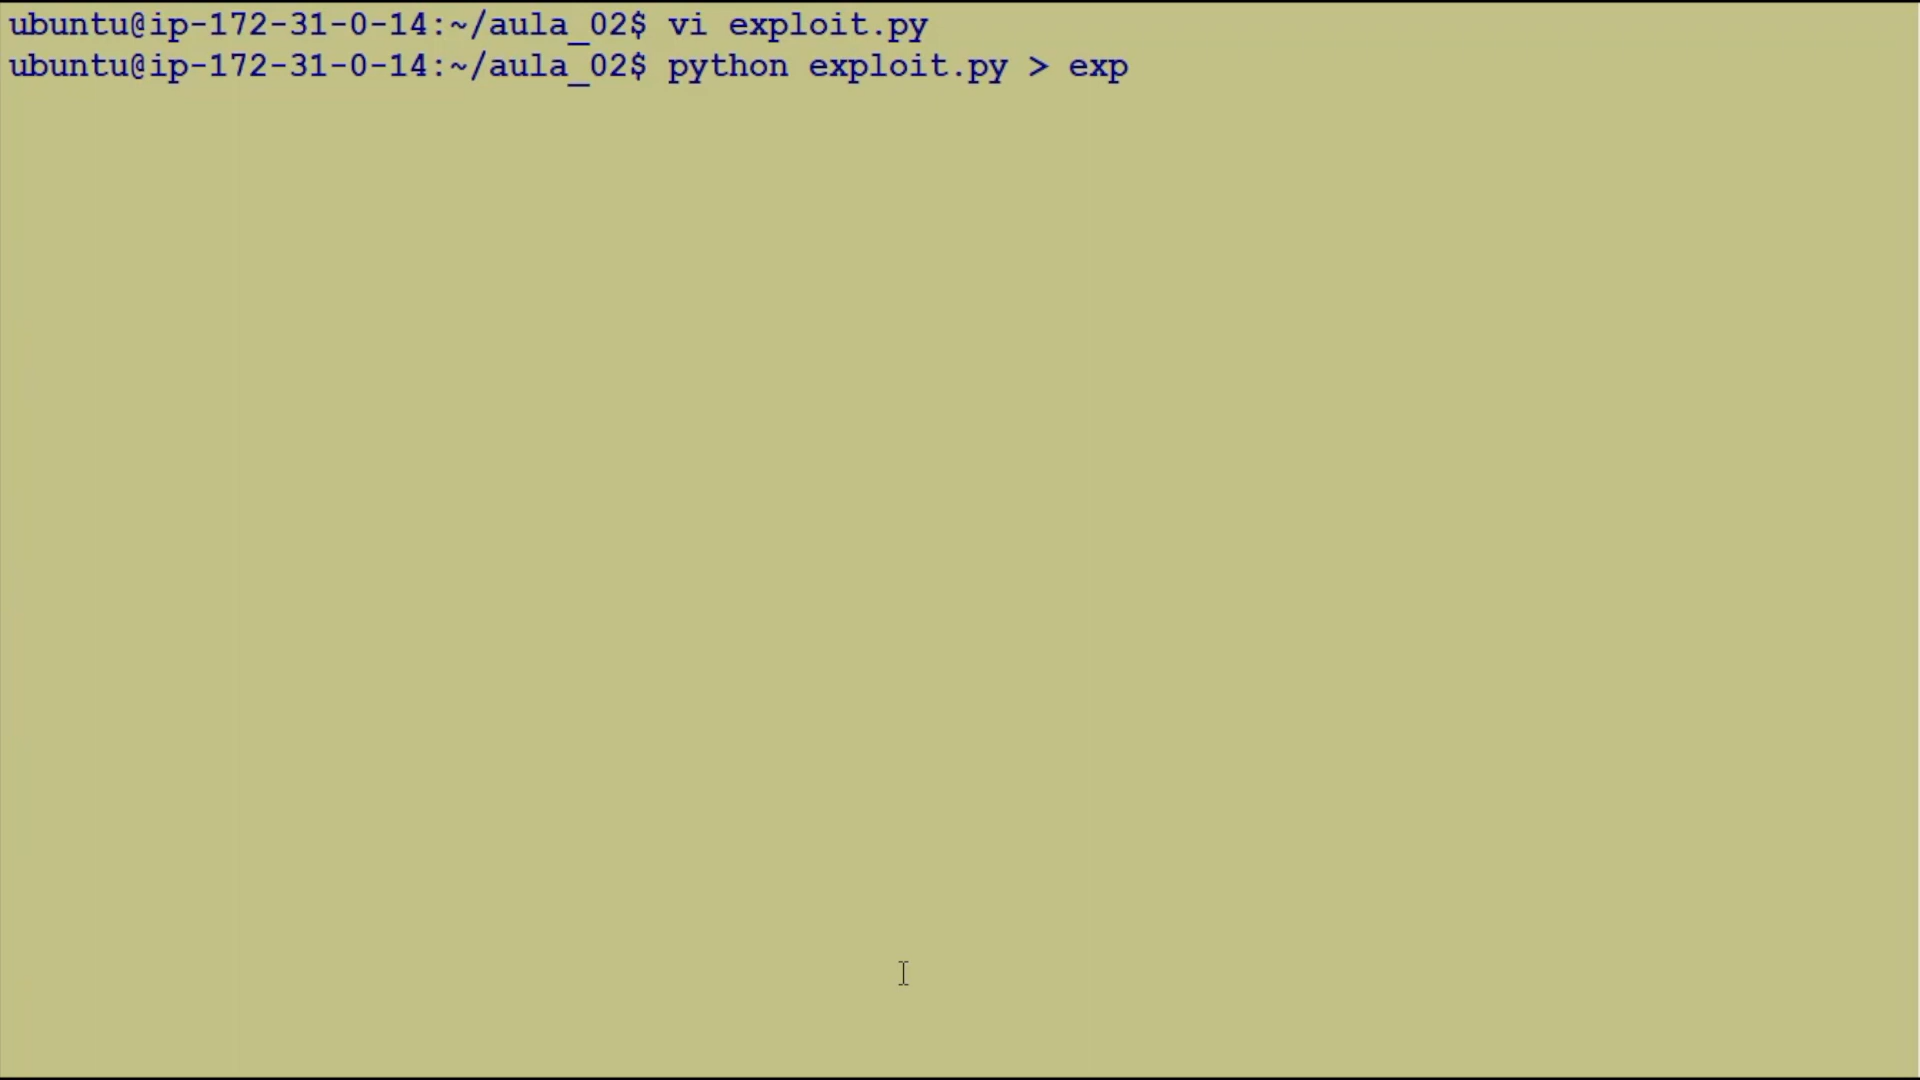 ubuntu@ip-172-31-0-14:~/aula_02$ vi exploit.py
ubuntu@ip-172-31-0-14:~/aula_02$ python exploit.py > exp